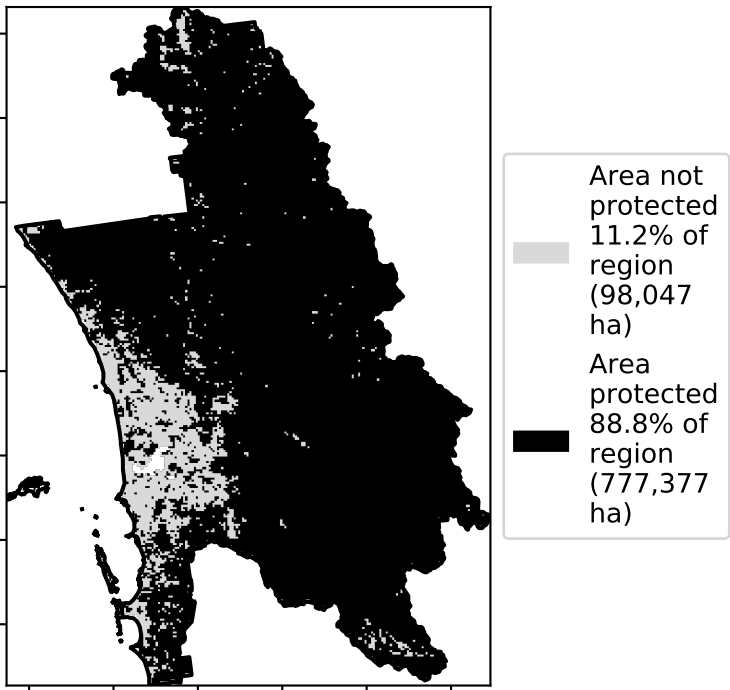 Area not
protected
11.2% of
region
(98,047
ha)
Area
protected
88.8% of
region
(777,377
ha)